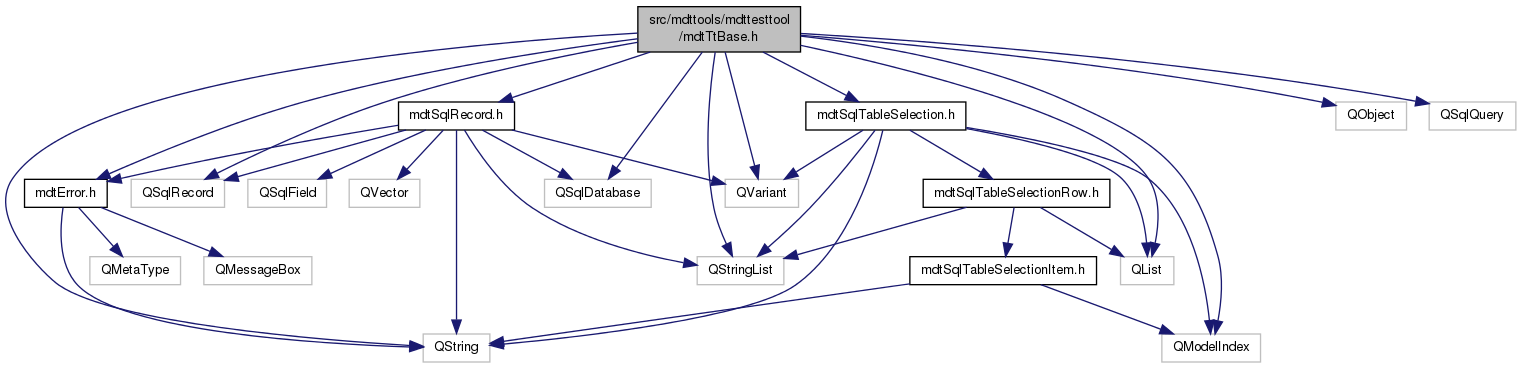 src/mdttools/mdttesttool
/mdtTtBase.h
mdtSqlRecord.h
mdtSqlTableSelection.h
QObject
QSqlQuery
mdtError.h
QSqlRecord
QSqlField
QVector
QSqlDatabase
QVariant
mdtSqlTableSelectionRow.h
QMetaType
QMessageBox
QStringList
mdtSqlTableSelectionItem.h
QList
QString
QModelIndex